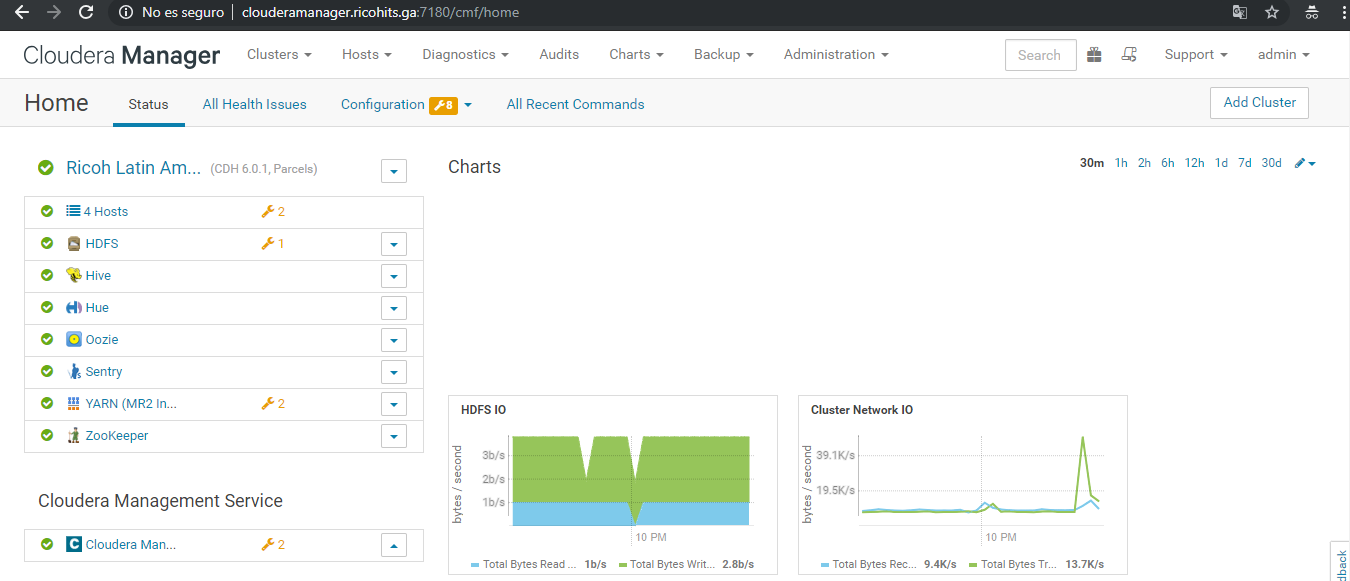 No es seguro clouderamanager.ricohits.ga:7180/cmf/home
Cloudera Manager Clusters Hosts Diagnostics Audits Charts Backup Administration Search Support admin
Home Status All Health Issues Configuration 8 All Recent Commands Add Cluster
Ricoh Latin Am... (CDH 6.0.1, Parcels)
Charts 30m 1h 2h 6h 12h 1d 7d 30d
4 Hosts 2
HDFS 1
Hive
Hue
Oozie
Sentry
YARN (MR2 In... 2
ZooKeeper
Cloudera Management Service
C Cloudera Man... 2
HDFS IO
bytes / second
3b/s
2b/s
1b/s
10 PM
Total Bytes Read ... 1b/s Total Bytes Writ... 2.8b/s
Cluster Network IO
bytes / second
39.1K/s
19.5K/s
10 PM
Total Bytes Rec... 9.4K/s Total Bytes Tr... 13.7K/s
dback